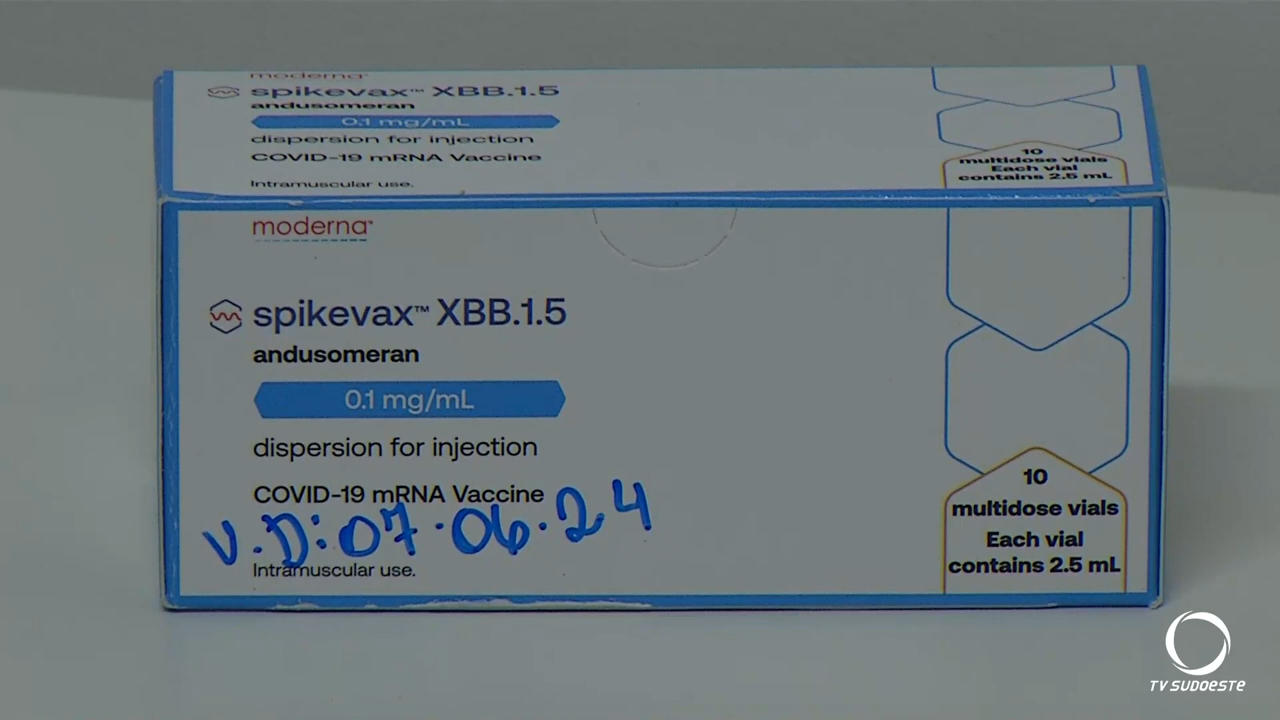 moderna™
spikevax™ XBB.1.5
andusomeran
0.1 mg/mL
dispersion for injection
COVID-19 mRNA Vaccine
Intramuscular use.
10
multidose vials
Each vial
contains 2.5 mL
moderna™
spikevax™ XBB.1.5
andusomeran
0.1 mg/mL
dispersion for injection
COVID-19 mRNA Vaccine
V.D: 07.06.24
Intramuscular use.
10
multidose vials
Each vial
contains 2.5 mL
TV SUDOESTE